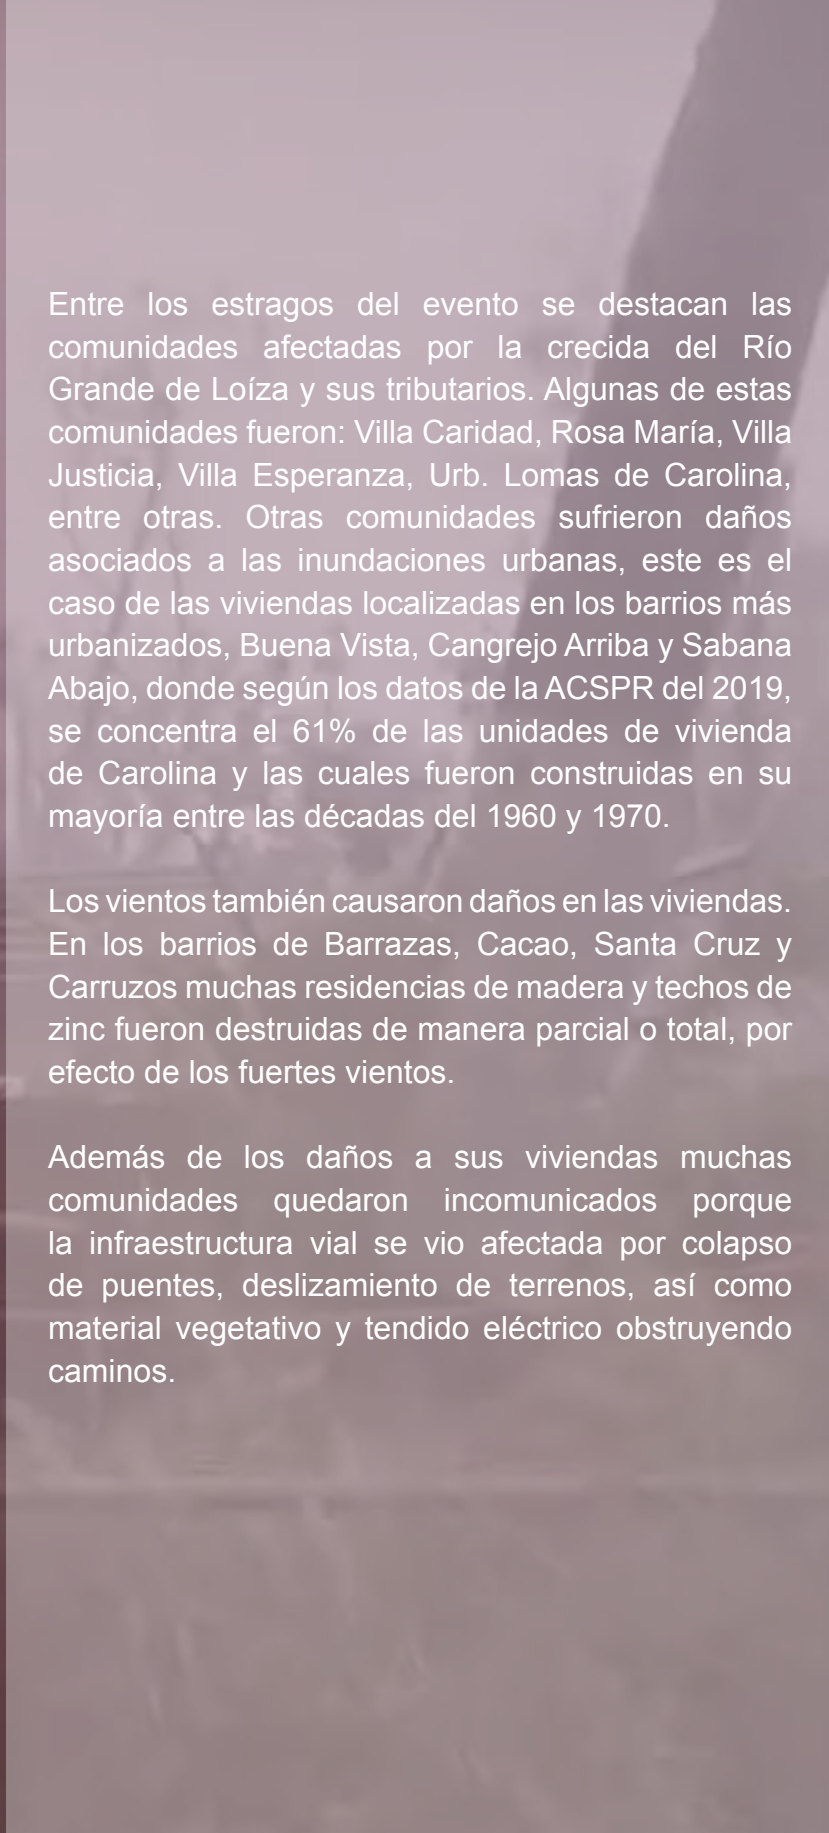 Entre los estragos del evento se destacan las
comunidades afectadas por la crecida del Río
Grande de Loíza y sus tributarios. Algunas de estas
comunidades fueron: Villa Caridad, Rosa María, Villa
Justicia, Villa Esperanza, Urb. Lomas de Carolina,
entre otras. Otras comunidades sufrieron daños
asociados a las inundaciones urbanas, este es el
caso de las viviendas localizadas en los barrios más
urbanizados, Buena Vista, Cangrejo Arriba y Sabana
Abajo, donde según los datos de la ACSPR del 2019,
se concentra el 61% de las unidades de vivienda
de Carolina y las cuales fueron construidas en su
mayoría entre las décadas del 1960 y 1970.
Los vientos también causaron daños en las viviendas.
En los barrios de Barrazas, Cacao, Santa Cruz y
Carruzos muchas residencias de madera y techos de
zinc fueron destruidas de manera parcial o total, por
efecto de los fuertes vientos.
Además de los daños a sus viviendas muchas
comunidades quedaron incomunicados porque
la infraestructura vial se vio afectada por colapso
de puentes, deslizamiento de terrenos, así como
material vegetativo y tendido eléctrico obstruyendo
caminos.